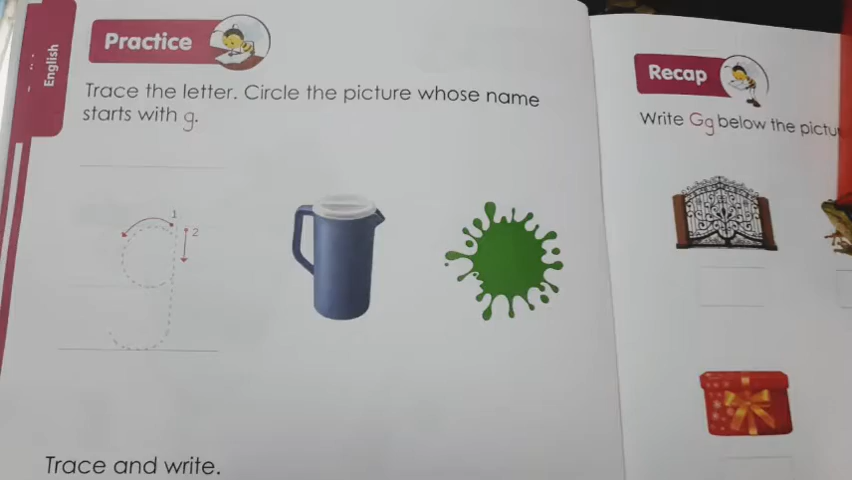 English
Practice
Trace the letter. Circle the picture whose name
starts with g.
1
2
Trace and write.
Recap
Write Gg below the